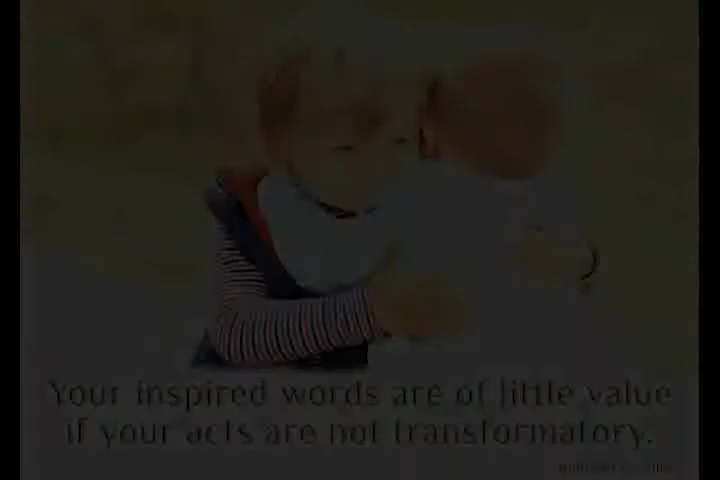 Your inspired words are of little value
if your acts are not transformatory.